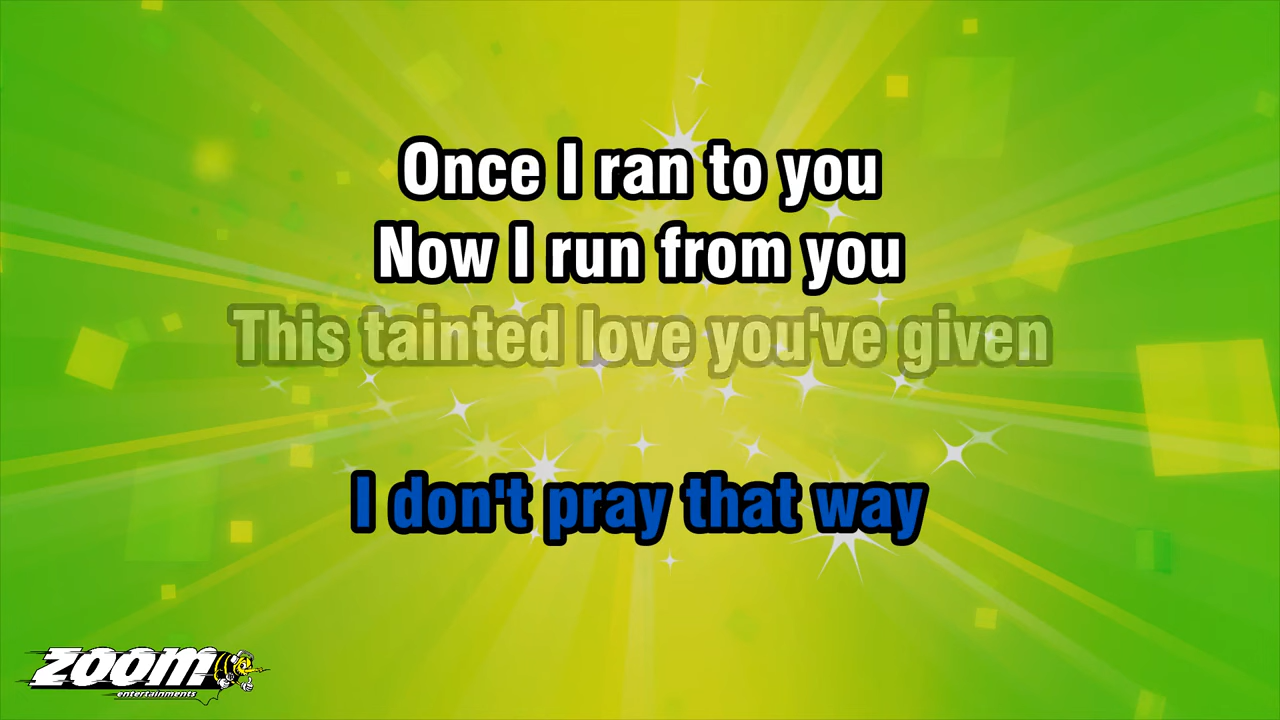 Once I ran to you
Now I run from you
This tainted love you've given
I don't pray that way
zoom
entertainments